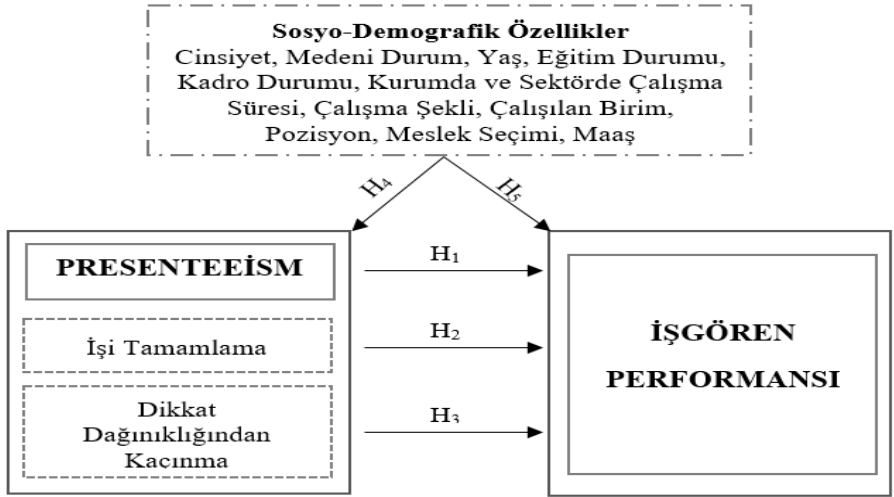 Sosyo-Demografik Özellikler
Cinsiyet, Medeni Durum, Yaş, Eğitim Durumu,
Kadro Durumu, Kurumda ve Sektörde Çalışma
Süresi, Çalışma Şekli, Çalışılan Birim,
Pozisyon, Meslek Seçimi, Maaş
H₄
H₅
PRESENTEEİSM
İşi Tamamlama
Dikkat
Dağınıklığından
Kaçınma
H₁
H₂
H₃
İŞGÖREN
PERFORMANSI